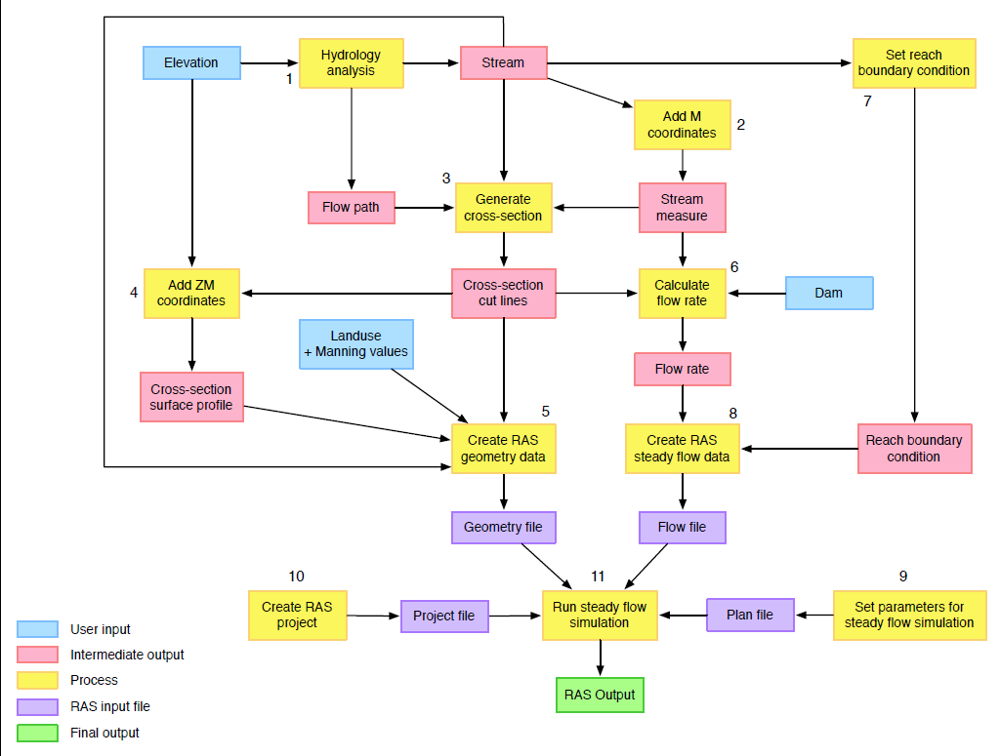 Elevation
1
Hydrology
analysis
Stream
Set reach
boundary condition
7
Add M
coordinates
2
3
Flow path
Generate
cross-section
Stream
measure
4
Add ZM
coordinates
Cross-section
cut lines
6
Calculate
flow rate
Dam
Landuse
+ Manning values
Flow rate
Cross-section
surface profile
5
Create RAS
geometry data
8
Create RAS
steady flow data
Reach boundary
condition
Geometry file
Flow file
10
Create RAS
project
Project file
11
Run steady flow
simulation
Plan file
9
Set parameters for
steady flow simulation
RAS Output
User input
Intermediate output
Process
RAS input file
Final output